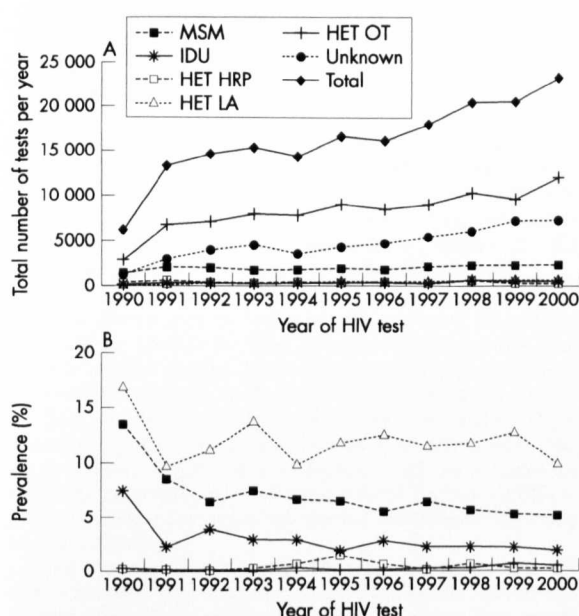 A
MSM
HET OT
IDU
Unknown
HET HRP
Total
HET LA
Total number of tests per year
25 000
20 000
15 000
10 000
5000
0
1990 1991 1992 1993 1994 1995 1996 1997 1998 1999 2000
Year of HIV test
B
Prevalence (%)
20
15
10
5
0
1990 1991 1992 1993 1994 1995 1996 1997 1998 1999 2000
Year of HIV test